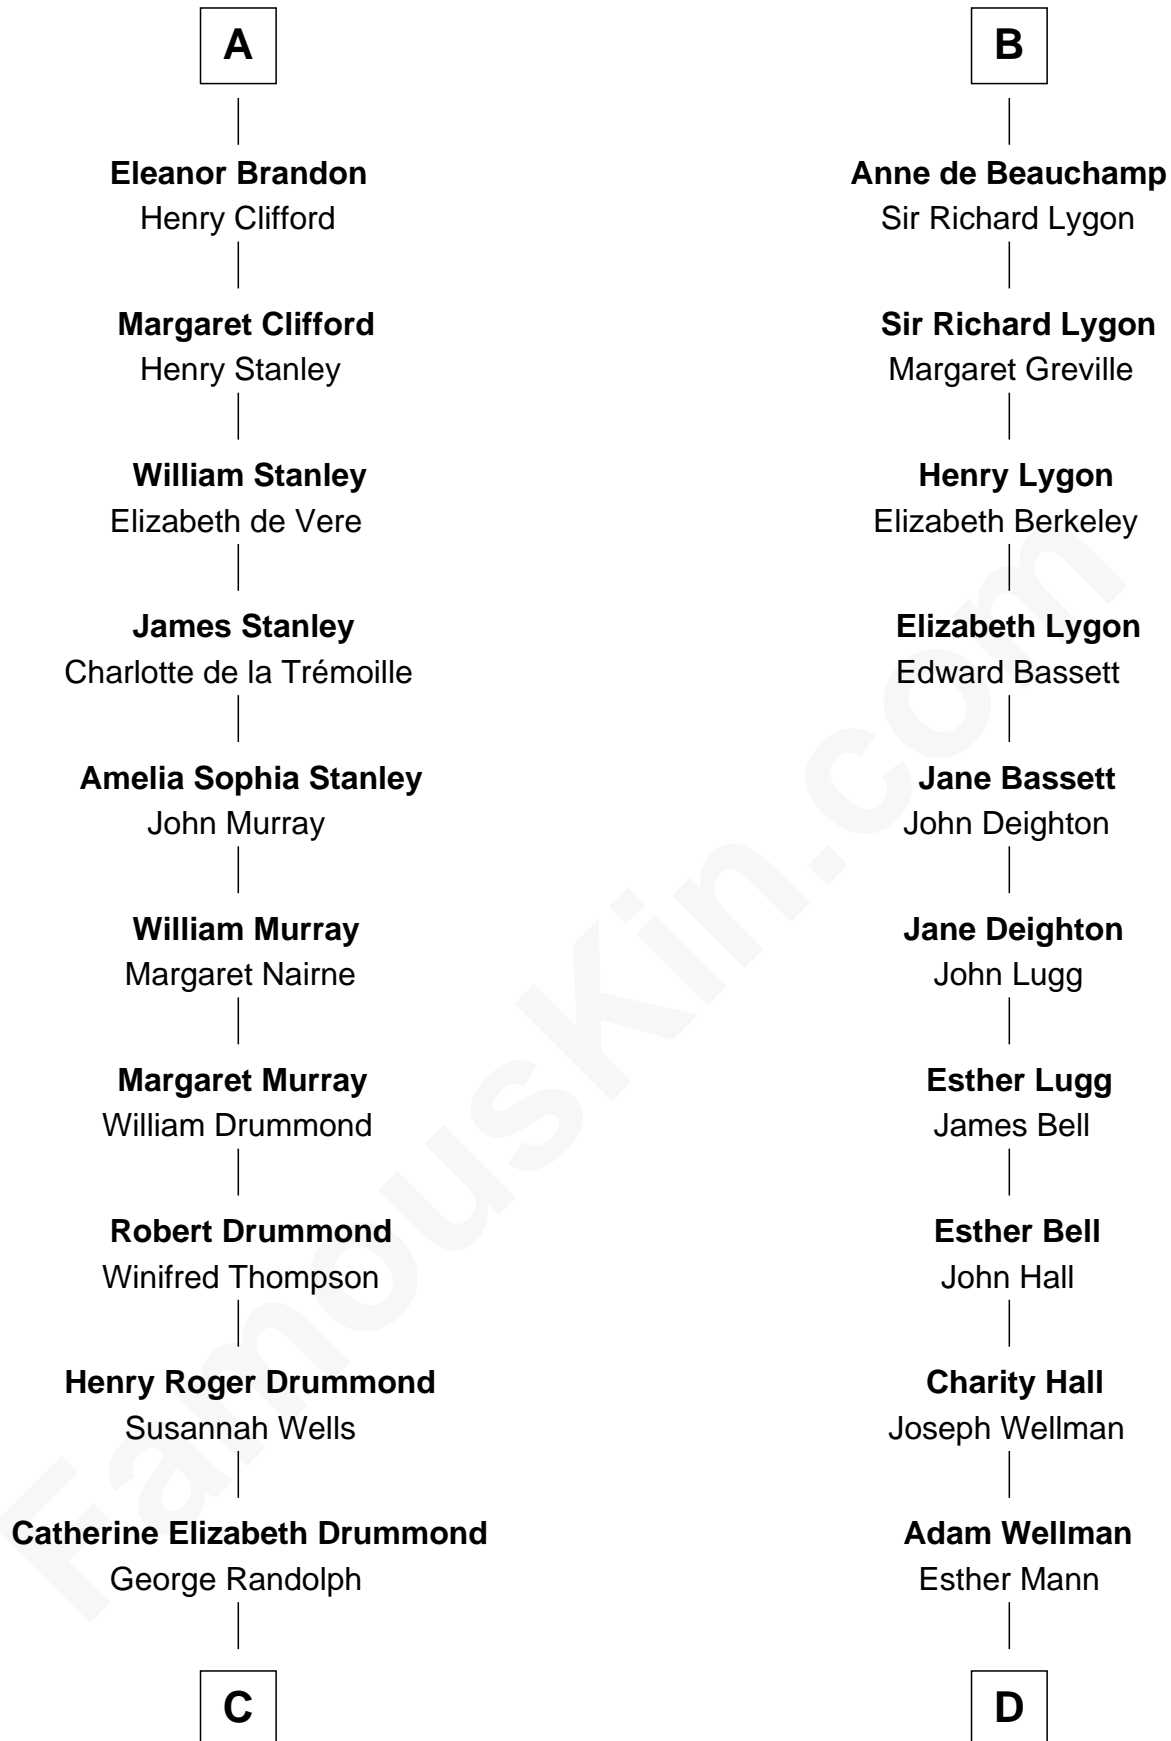 A
Eleanor Brandon
Henry Clifford
Margaret Clifford
Henry Stanley
William Stanley
Elizabeth de Vere
James Stanley
Charlotte de la Trémoille
Amelia Sophia Stanley
John Murray
William Murray
Margaret Nairne
Margaret Murray
William Drummond
Robert Drummond
Winifred Thompson
Henry Roger Drummond
Susannah Wells
Catherine Elizabeth Drummond
George Randolph
C
B
Anne de Beauchamp
Sir Richard Lygon
Sir Richard Lygon
Margaret Greville
Henry Lygon
Elizabeth Berkeley
Elizabeth Lygon
Edward Bassett
Jane Bassett
John Deighton
Jane Deighton
John Lugg
Esther Lugg
James Bell
Esther Bell
John Hall
Charity Hall
Joseph Wellman
Adam Wellman
Esther Mann
D
FamousKin.com